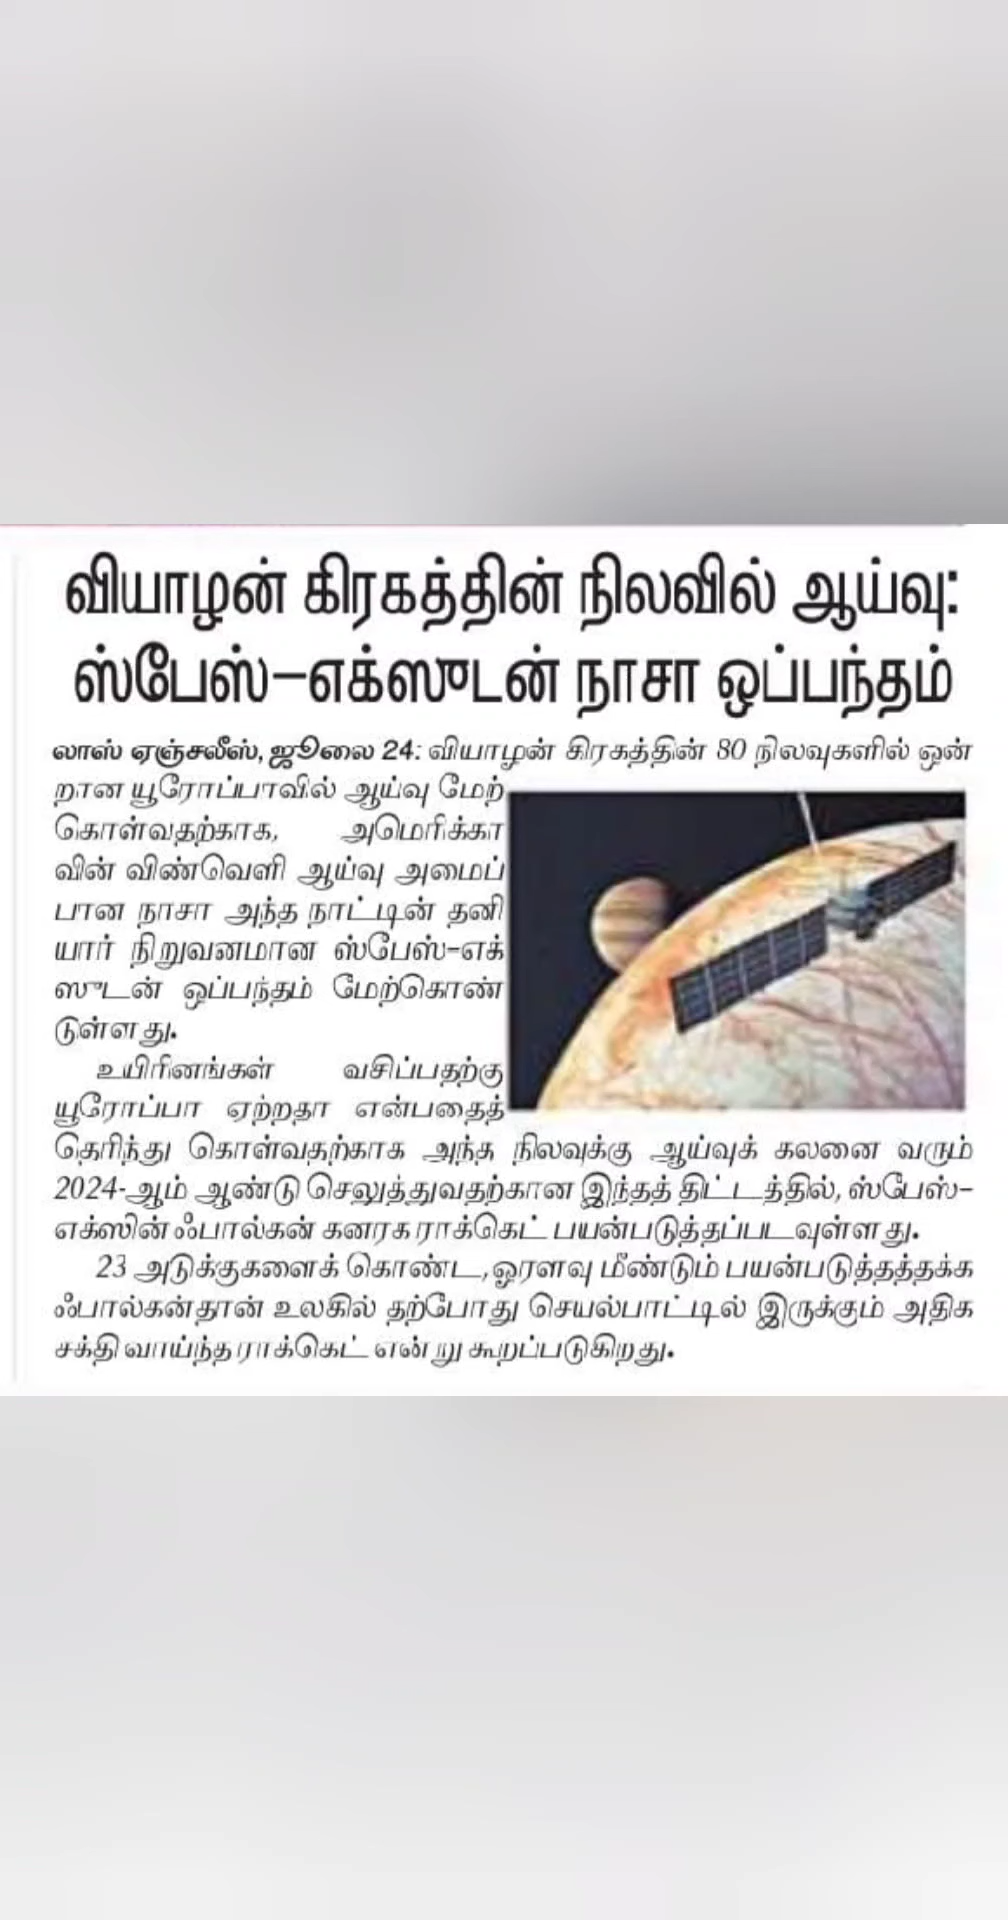 வியாழன் கிரகத்தின் நிலவில் ஆய்வு:
ஸ்பேஸ்-எக்ஸுடன் நாசா ஒப்பந்தம்
லாஸ் ஏஞ்சலீஸ், ஜூலை 24: வியாழன் கிரகத்தின் 80 நிலவுகளில் ஒன்
றான யூரோப்பாவில் ஆய்வு மேற்
கொள்வதற்காக, அமெரிக்கா
வின் விண்வெளி ஆய்வு அமைப்
பான நாசா அந்த நாட்டின் தனி
யார் நிறுவனமான ஸ்பேஸ்-எக்
ஸுடன் ஒப்பந்தம் மேற்கொண்
டுள்ளது.
உயிரினங்கள் வசிப்பதற்கு
யூரோப்பா ஏற்றதா என்பதைத்
தெரிந்து கொள்வதற்காக அந்த நிலவுக்கு ஆய்வுக் கலனை வரும்
2024-ஆம் ஆண்டு செலுத்துவதற்கான இந்தத் திட்டத்தில், ஸ்பேஸ்-
எக்ஸின் ஃபால்கன் கனரக ராக்கெட் பயன்படுத்தப்படவுள்ளது.
23 அடுக்குகளைக் கொண்ட, ஓரளவு மீண்டும் பயன்படுத்தத்தக்க
ஃபால்கன்தான் உலகில் தற்போது செயல்பாட்டில் இருக்கும் அதிக
சக்தி வாய்ந்த ராக்கெட் என்று கூறப்படுகிறது.